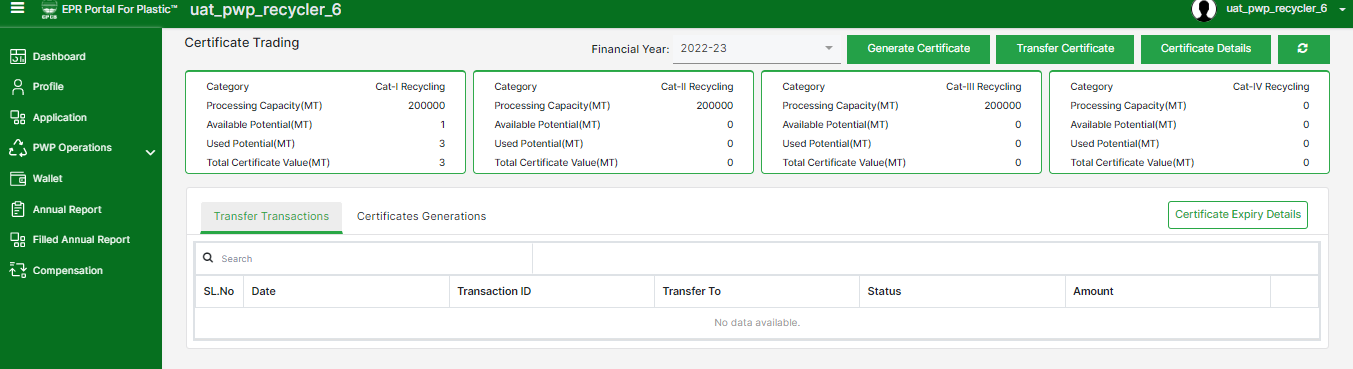 EPR Portal For Plastic™ uat_pwp_recycler_6 uat_pwp_recycler_6
CPCB
Dashboard
Profile
Application
PWP Operations
Wallet
Annual Report
Filled Annual Report
Compensation
Certificate Trading
Financial Year: 2022-23
Generate Certificate
Transfer Certificate
Certificate Details
Category Cat-I Recycling
Processing Capacity(MT) 200000
Available Potential(MT) 1
Used Potential(MT) 3
Total Certificate Value(MT) 3
Category Cat-II Recycling
Processing Capacity(MT) 200000
Available Potential(MT) 0
Used Potential(MT) 0
Total Certificate Value(MT) 0
Category Cat-III Recycling
Processing Capacity(MT) 200000
Available Potential(MT) 0
Used Potential(MT) 0
Total Certificate Value(MT) 0
Category Cat-IV Recycling
Processing Capacity(MT) 0
Available Potential(MT) 0
Used Potential(MT) 0
Total Certificate Value(MT) 0
Transfer Transactions Certificates Generations
Certificate Expiry Details
Search
SL.No Date Transaction ID Transfer To Status Amount
No data available.